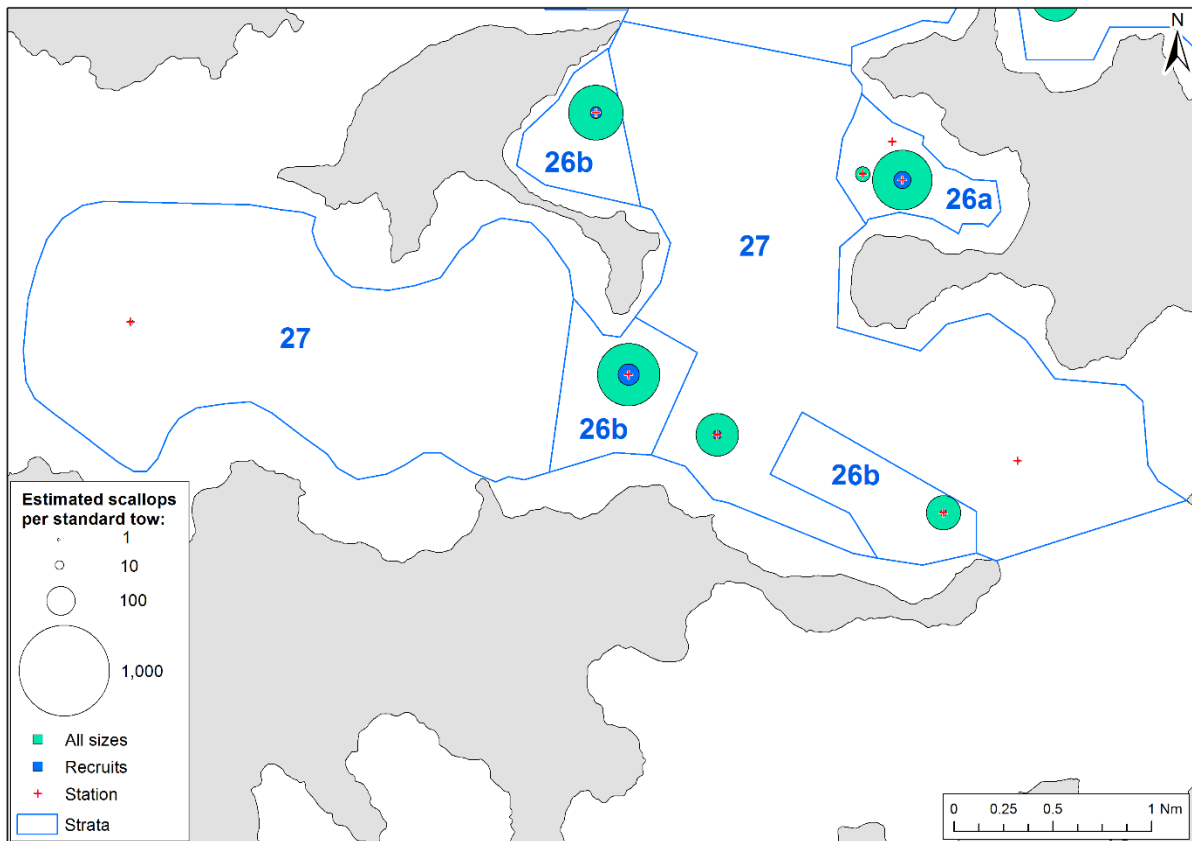 N
26b
26a
27
27
26b
26b
Estimated scallops
per standard tow:
1
10
100
1,000
All sizes
Recruits
Station
Strata
0 0.25 0.5 1 Nm